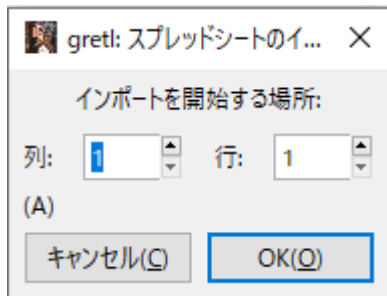 gretl: スプレッドシートのイ...
インポートを開始する場所:
列: 1 行: 1
(A)
キャンセル(C) OK(O)